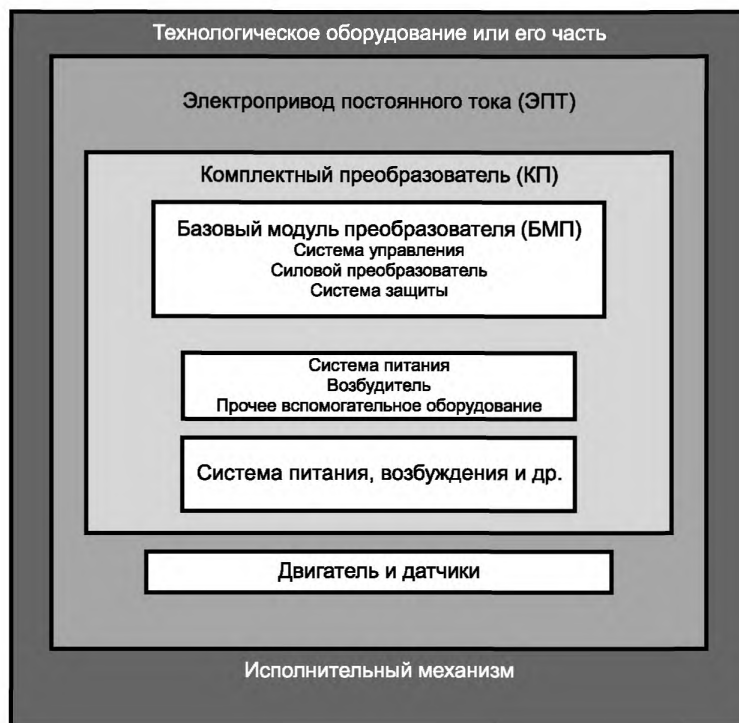 Технологическое оборудование или его часть
Электропривод постоянного тока (ЭПТ)
Комплектный преобразователь (КП)
Базовый модуль преобразователя (БМП)
Система управления
Силовой преобразователь
Система защиты
Система питания
Возбудитель
Прочее вспомогательное оборудование
Система питания, возбуждения и др.
Двигатель и датчики
Исполнительный механизм